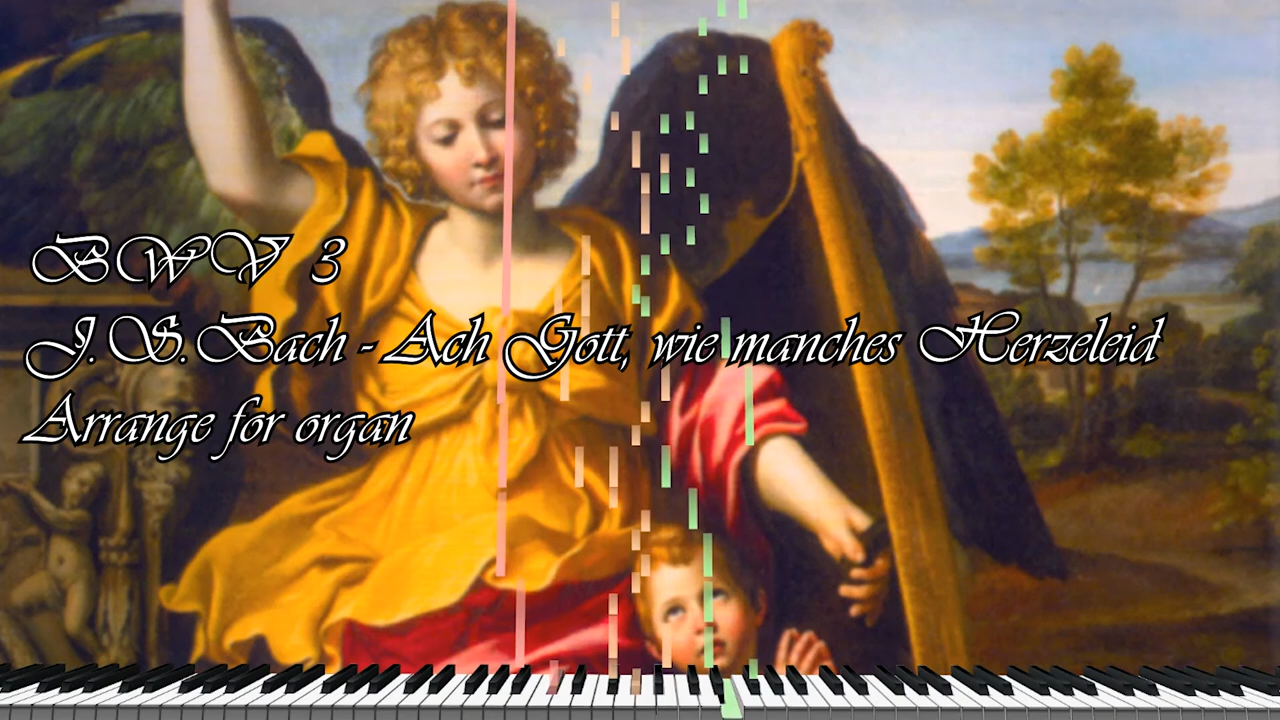 BWV 3
J.S.Bach - Ach Gott, wie manches Herzeleid
Arrange for organ